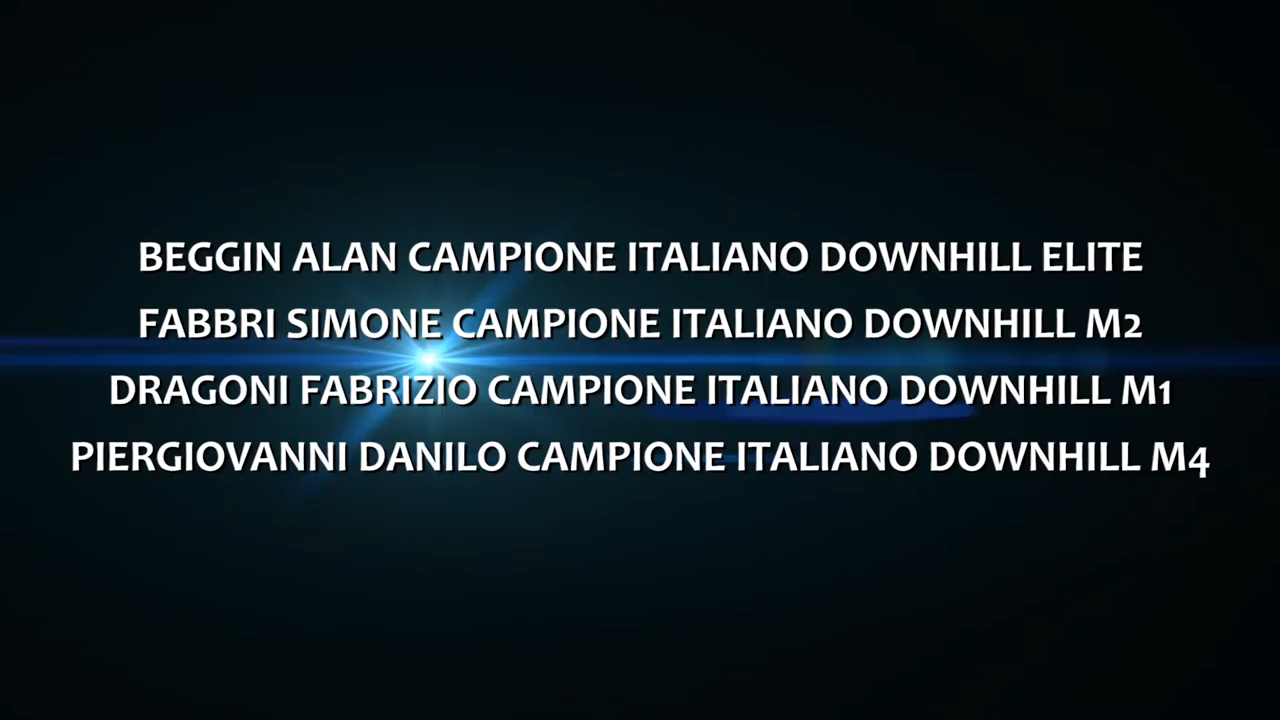 BEGGIN ALAN CAMPIONE ITALIANO DOWNHILL ELITE
FABBRI SIMONE CAMPIONE ITALIANO DOWNHILL M2
DRAGONI FABRIZIO CAMPIONE ITALIANO DOWNHILL M1
PIERGIOVANNI DANILO CAMPIONE ITALIANO DOWNHILL M4